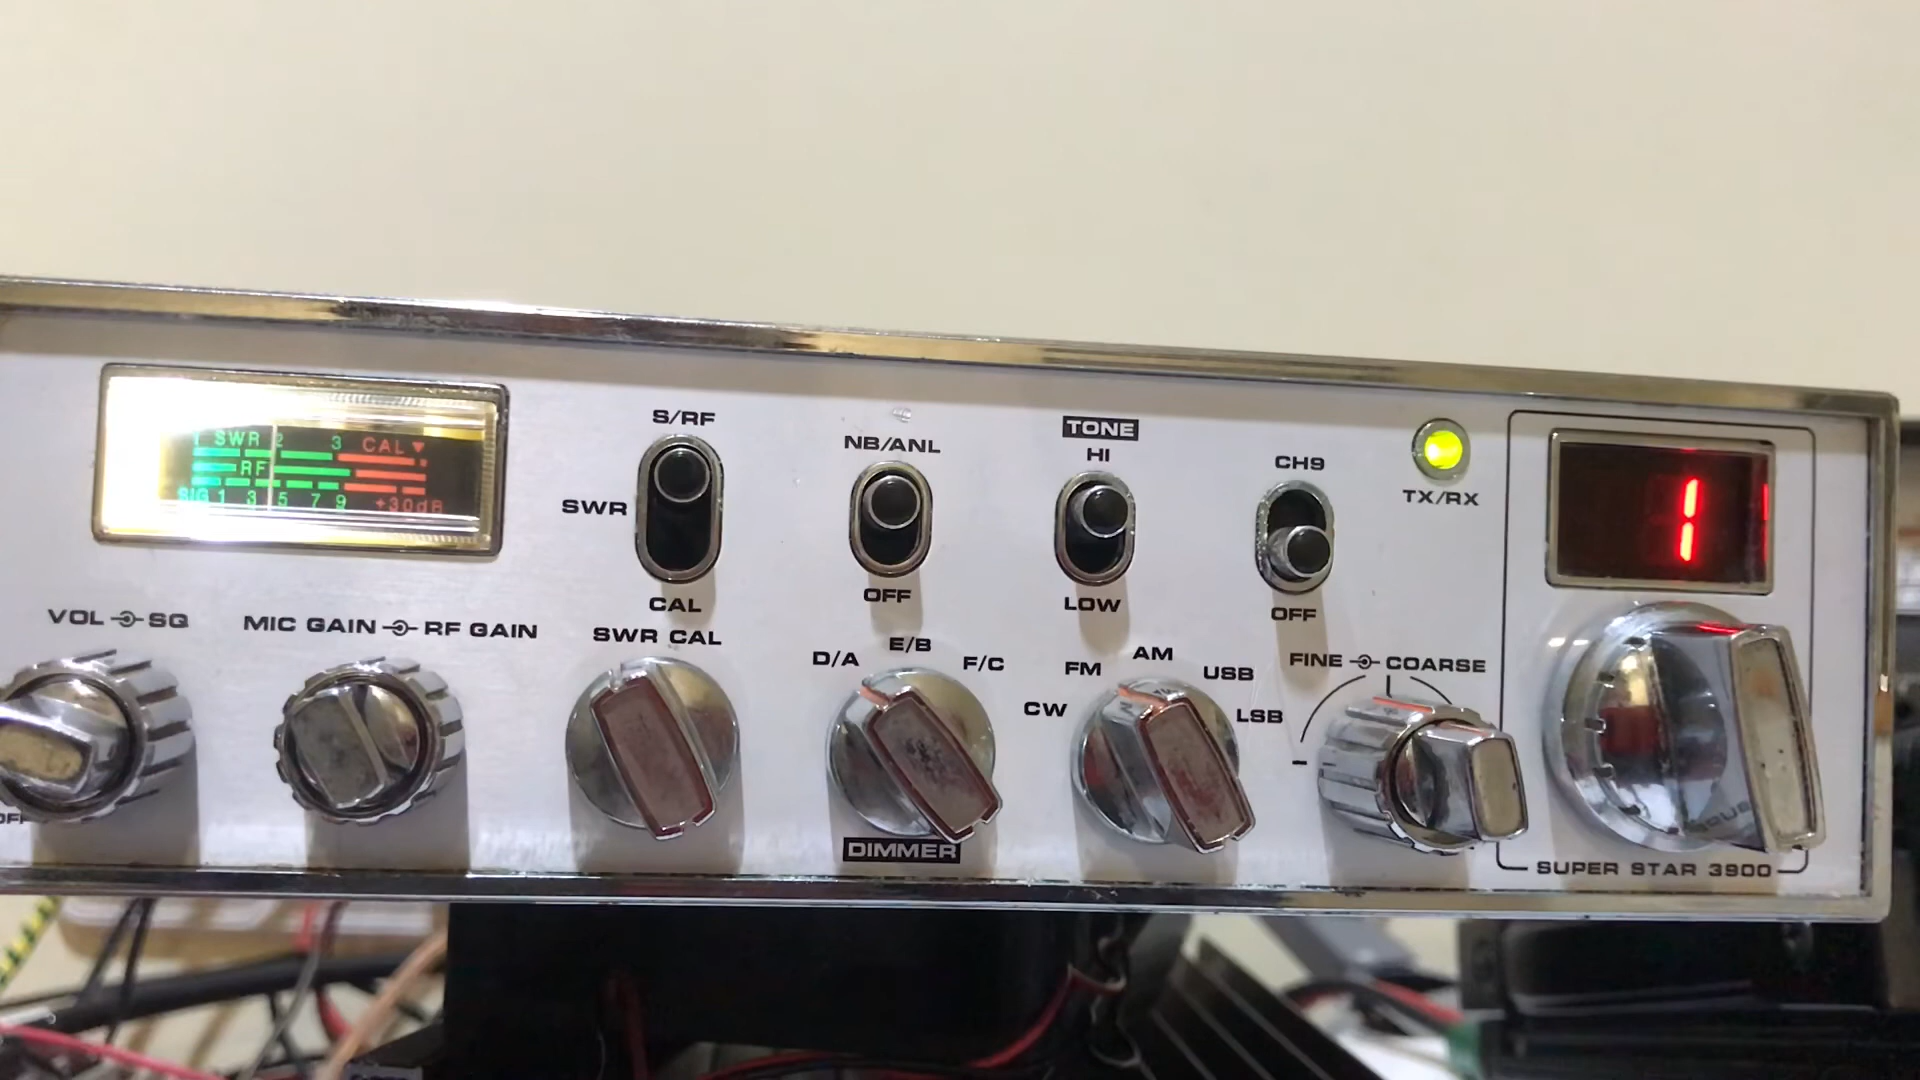 1 SWR 2 3 CAL
RF
SIG 1 3 5 7 9 +30dB
S/RF
SWR
CAL
NB/ANL
OFF
TONE
HI
LOW
CH9
OFF
TX/RX
1
VOL SQ
OFF
MIC GAIN RF GAIN
SWR CAL
D/A E/B F/C
DIMMER
CW FM AM USB LSB
FINE COARSE
-
SUPER STAR 3900